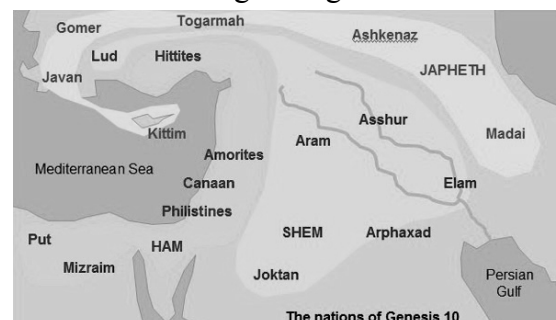 Togarmah
Gomer
Ashkenaz
Lud
Hittites
JAPHETH
Javan
Asshur
Kittim
Aram
Madai
Amorites
Mediterranean Sea
Canaan
Elam
Philistines
SHEM
Arphaxad
Put
HAM
Mizraim
Joktan
Persian
Gulf
The nations of Genesis 10